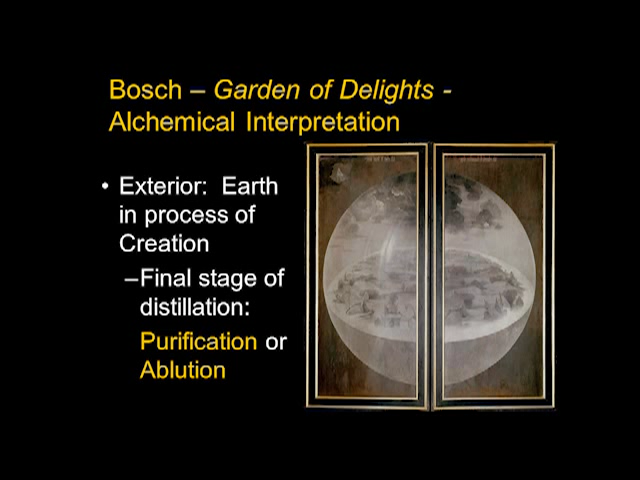 Bosch – Garden of Delights -
Alchemical Interpretation
• Exterior: Earth
in process of
Creation
–Final stage of
distillation:
Purification or
Ablution